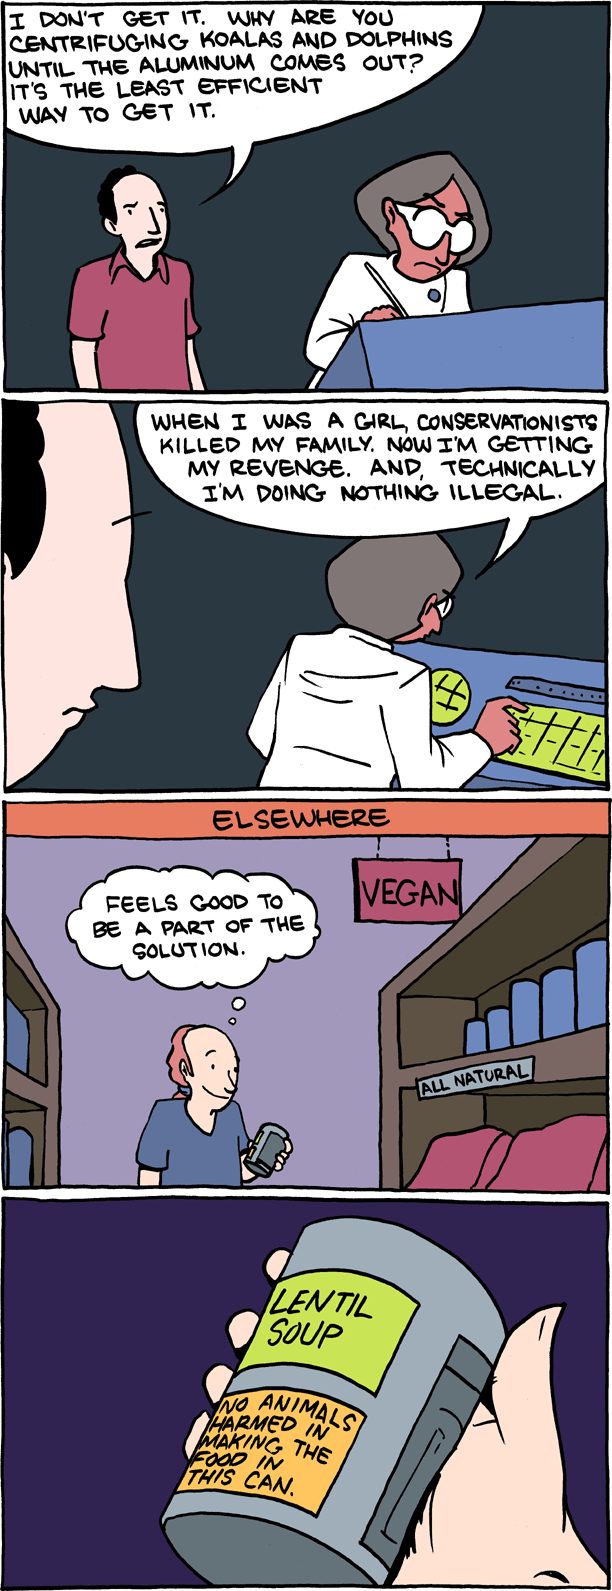 I DON'T GET IT. WHY ARE YOU
CENTRIFUGING KOALAS AND DOLPHINS
UNTIL THE ALUMINUM COMES OUT?
IT'S THE LEAST EFFICIENT
WAY TO GET IT.
WHEN I WAS A GIRL, CONSERVATIONISTS
KILLED MY FAMILY. NOW I'M GETTING
MY REVENGE. AND, TECHNICALLY
I'M DOING NOTHING ILLEGAL.
ELSEWHERE
VEGAN
FEELS GOOD TO
BE A PART OF THE
SOLUTION.
ALL NATURAL
LENTIL
SOUP
NO ANIMALS
HARMED IN
MAKING THE
FOOD IN
THIS CAN.